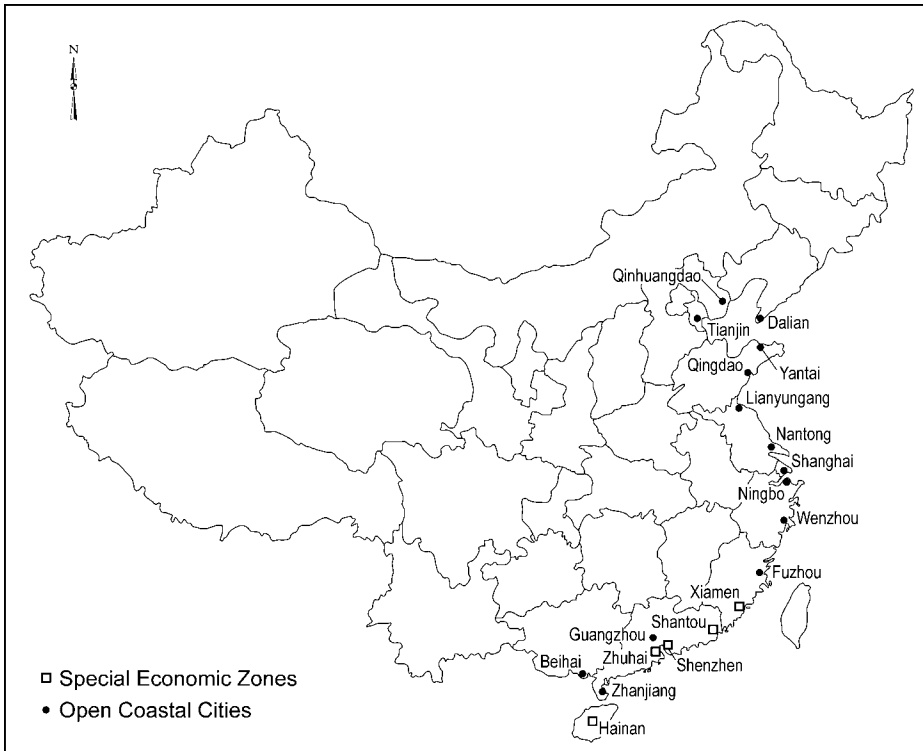 N
Qinhuangdao
Tianjin
Dalian
Qingdao
Yantai
Lianyungang
Nantong
Shanghai
Ningbo
Wenzhou
Fuzhou
Xiamen
Shantou
Guangzhou
Zhuhai
Shenzhen
Beihai
Zhanjiang
Hainan
Special Economic Zones
Open Coastal Cities